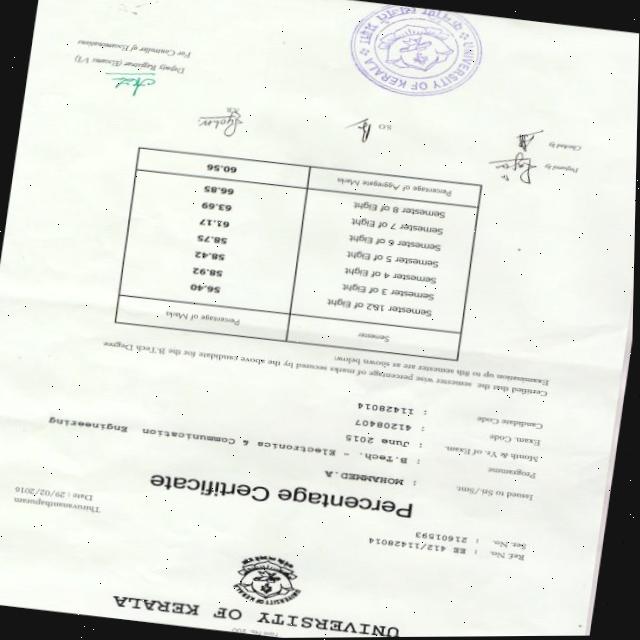 UNIVERSITY OF KERALA
Ref. No. : EE 412/11428014
Ser. No. : 21601593
Thiruvananthapuram
Date : 29/02/2016
Percentage Certificate
Issued to Sri/Smt. : MOHAMMED.A
Programme : B.Tech. - Electronics & Communication Engineering
Month & Yr. of Exam. : June 2015
Exam. Code : 41208407
Candidate Code : 11428014
Certified that the semester wise percentage of marks secured by the above candidate for the B.Tech Degree
Examination up to 8th semester are as shown below:
Semester Percentage of Marks
Semester 1&2 of Eight 56.40
Semester 3 of Eight 58.92
Semester 4 of Eight 58.42
Semester 5 of Eight 58.75
Semester 6 of Eight 61.17
Semester 7 of Eight 63.69
Semester 8 of Eight 66.85
Percentage of Aggregate Marks 60.56
Prepared by
Checked by
SO
AR
Deputy Registrar (Exams VI)
For Controller of Examinations
UNIVERSITY OF KERALA